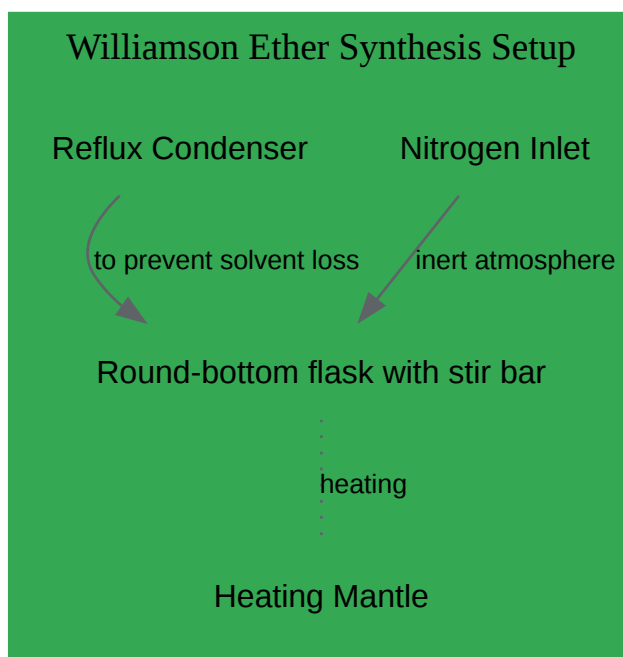 Williamson Ether Synthesis Setup
Reflux Condenser
Nitrogen Inlet
to prevent solvent loss
inert atmosphere
Round-bottom flask with stir bar
heating
Heating Mantle